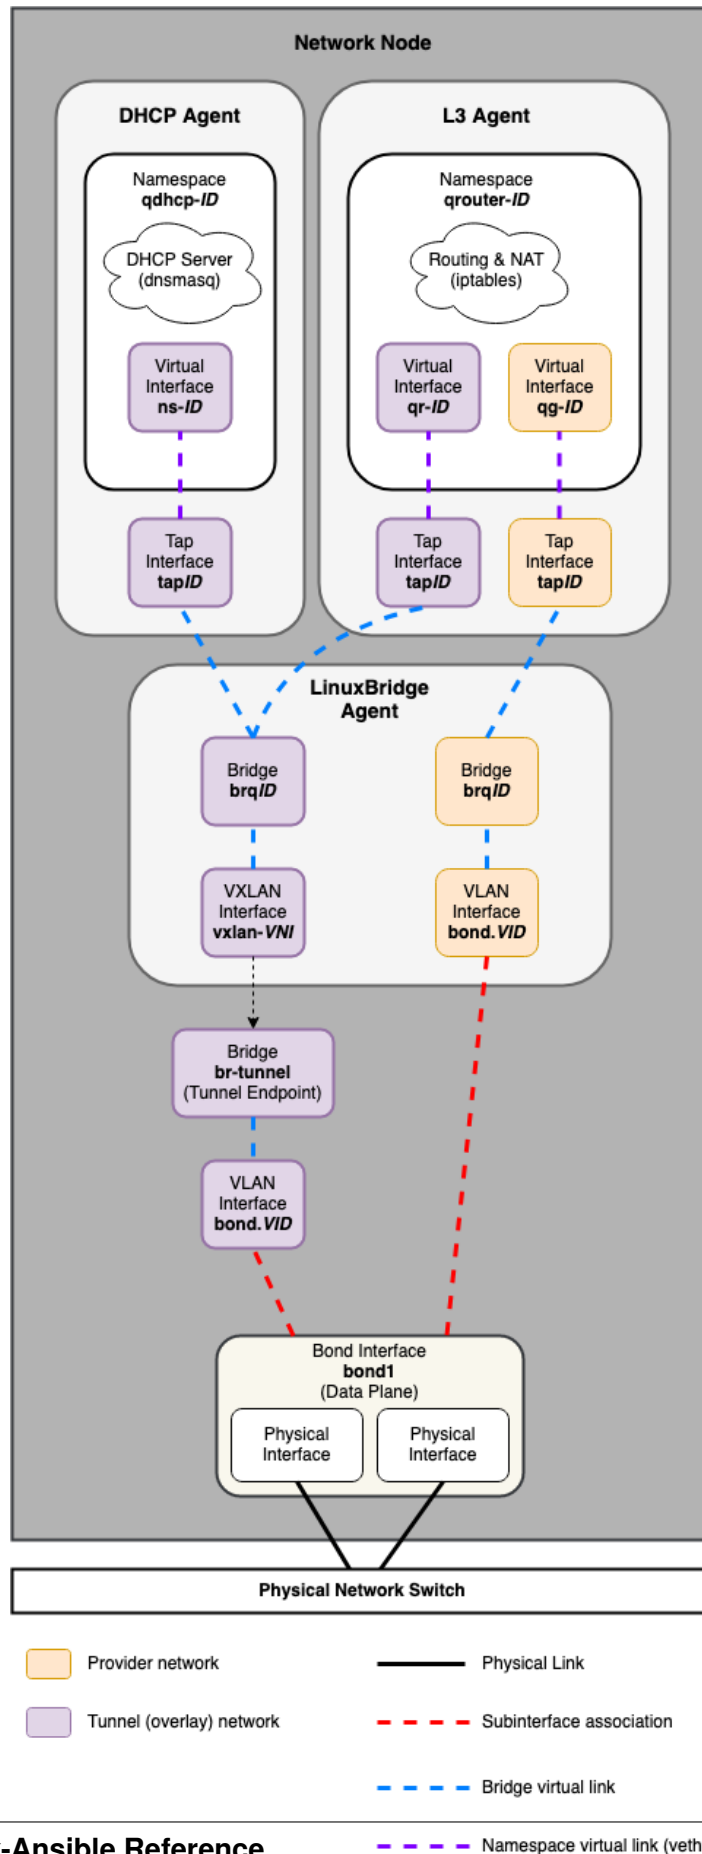 Network Node
DHCP Agent
Namespace
qdhcp-ID
DHCP Server
(dnsmasq)
Virtual
Interface
ns-ID
Tap
Interface
tapID
L3 Agent
Namespace
qrouter-ID
Routing & NAT
(iptables)
Virtual
Interface
qr-ID
Virtual
Interface
qg-ID
Tap
Interface
tapID
Tap
Interface
tapID
LinuxBridge
Agent
Bridge
brqID
Bridge
brqID
VXLAN
Interface
vxlan-VNI
VLAN
Interface
bond.VID
Bridge
br-tunnel
(Tunnel Endpoint)
VLAN
Interface
bond.VID
Bond Interface
bond1
(Data Plane)
Physical
Interface
Physical
Interface
Physical Network Switch
Provider network
Tunnel (overlay) network
Physical Link
Subinterface association
Bridge virtual link
Namespace virtual link (veth
-Ansible Reference